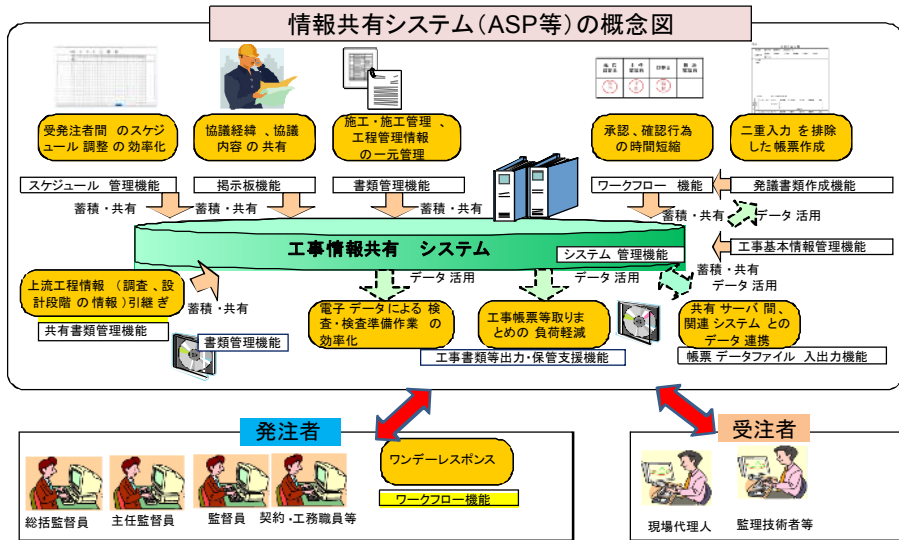 情報共有システム(ASP等)の概念図
受発注者間 のスケジ
ュール 調整 の効率化
協議経緯 、協議
内容 の 共有
施工・施工管理 、
工程管理情報
の 一元 管理
承認、確認行為
の 時間短縮
二重入力 を 排除
し た 帳票作成
スケジュール 管理機能
掲示板機能
書類管理機能
ワークフロー 機能
発議書類作成機能
蓄積・共有
蓄積・共有
蓄積・共有
蓄積・共有
データ 活用
工事情報共有 システム
システム 管理機能
工事基本情報管理機能
蓄積・共有
データ 活用
データ 活用
データ 活用
上流工程情報 (調査 、設
計段階 の 情報 )引継 ぎ
蓄積・共有
共有書類管理機能
書類管理機能
電子 データによる 検
査・検査準備作業 の
効率化
工事帳票等取りま
とめの 負荷軽減
共有 サーバ 間、
関連 システム との
データ 連携
工事書類等出力・保管支援機能
帳票 データファイル 入出力機能
発注者
受注者
ワンデーレスポンス
ワークフロー機能
総括監督員
主任監督員
監督員
契約・工務職員等
現場代理人
監理技術者等